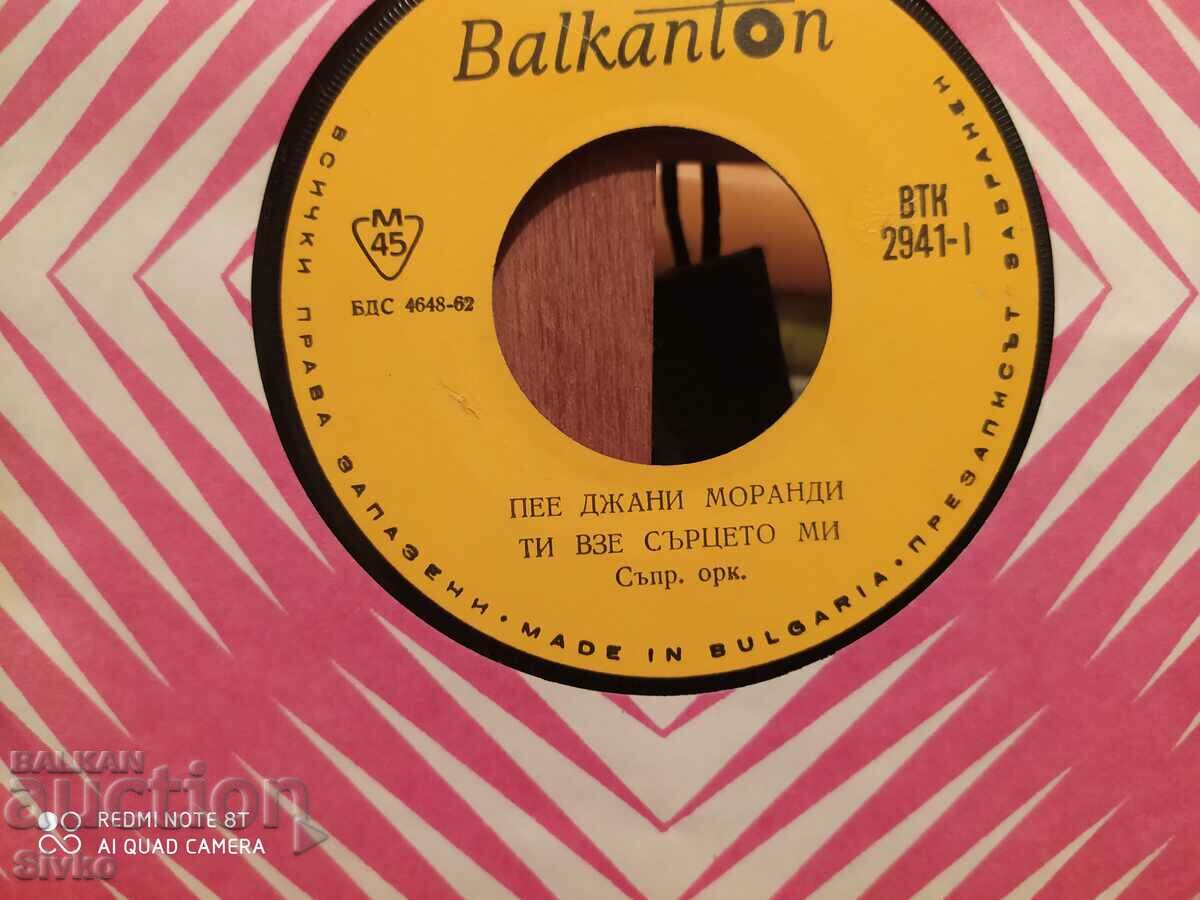 Balkanton
ВСИЧКИ ПРАВА ЗАПАЗЕНИ • MADE IN BULGARIA • ПРЕЗАПИСЪТ ЗАБРАНЕН
М
45
БДС 4648-62
ВТК
2941-I
ПЕЕ ДЖАНИ МОРАНДИ
ТИ ВЗЕ СЪРЦЕТО МИ
Съпр. орк.
BALKAN
auction
REDMI NOTE 8T
AI QUAD CAMERA
Sivko